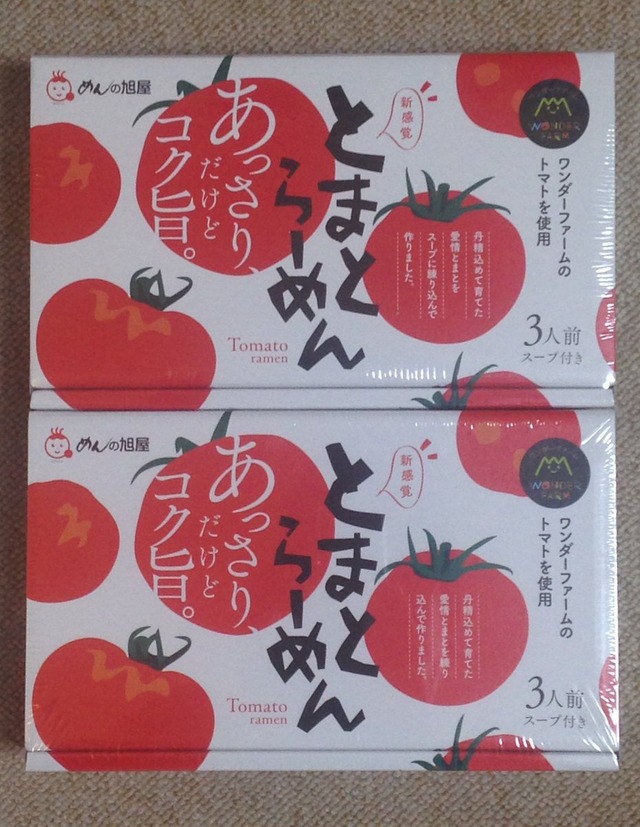 めんの旭屋
あっさり、
だけど
コク旨。
新感覚
とまと
らーめん
Tomato
ramen
丹精込めて育てた
愛情とまとを
スープに練り込んで
作りました。
WONDER
FARM
ワンダーファームの
トマトを使用
3人前
スープ付き
めんの旭屋
あっさり、
だけど
コク旨。
新感覚
とまと
らーめん
Tomato
ramen
丹精込めて育てた
愛情とまとを練り
込んで作りました。
WONDER
FARM
ワンダーファームの
トマトを使用
3人前
スープ付き